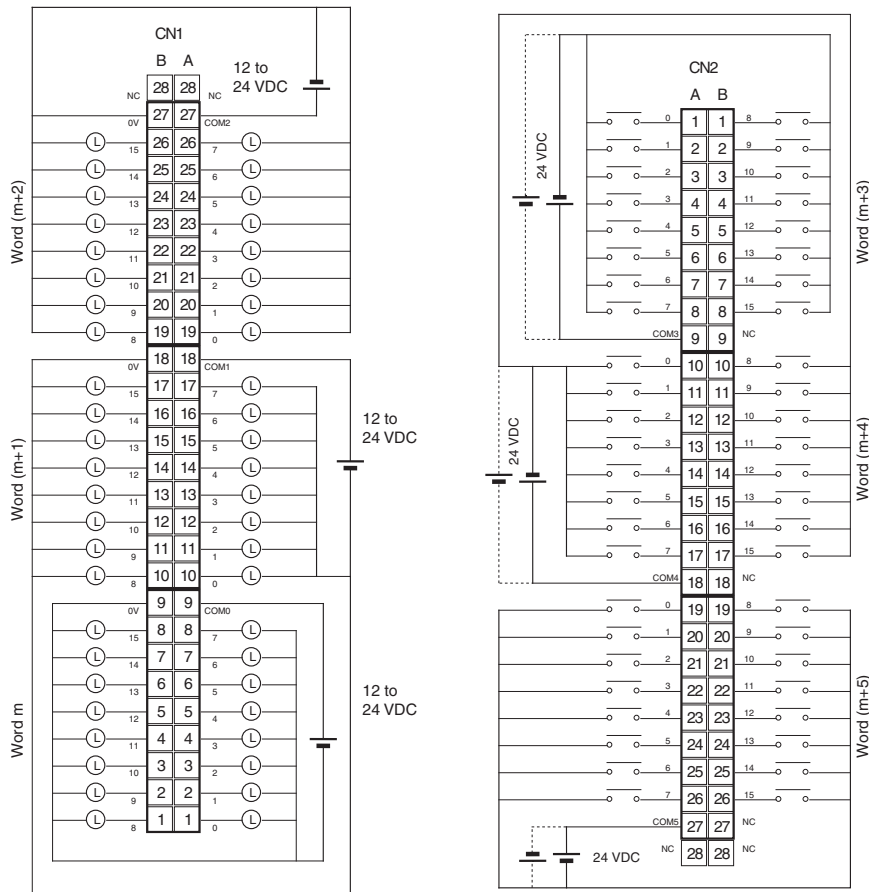 CN1
B A
12 to
24 VDC
NC 28 28 NC
0V 27 27 COM2
L 15 26 26 7 L
L 14 25 25 6 L
L 13 24 24 5 L
L 12 23 23 4 L
L 11 22 22 3 L
L 10 21 21 2 L
L 9 20 20 1 L
L 8 19 19 0 L
Word (m+2)
0V 18 18 COM1
L 15 17 17 7 L
L 14 16 16 6 L
L 13 15 15 5 L
L 12 14 14 4 L
L 11 13 13 3 L
L 10 12 12 2 L
L 9 11 11 1 L
L 8 10 10 0 L
Word (m+1)
12 to
24 VDC
0V 9 9 COM0
L 15 8 8 7 L
L 14 7 7 6 L
L 13 6 6 5 L
L 12 5 5 4 L
L 11 4 4 3 L
L 10 3 3 2 L
L 9 2 2 1 L
L 8 1 1 0 L
Word m
12 to
24 VDC
CN2
A B
0 1 1 8
1 2 2 9
2 3 3 10
3 4 4 11
4 5 5 12
5 6 6 13
6 7 7 14
7 8 8 15
COM3 9 9 NC
24 VDC
Word (m+3)
0 10 10 8
1 11 11 9
2 12 12 10
3 13 13 11
4 14 14 12
5 15 15 13
6 16 16 14
7 17 17 15
COM4 18 18 NC
24 VDC
Word (m+4)
0 19 19 8
1 20 20 9
2 21 21 10
3 22 22 11
4 23 23 12
5 24 24 13
6 25 25 14
7 26 26 15
COM5 27 27 NC
NC 28 28 NC
24 VDC
Word (m+5)